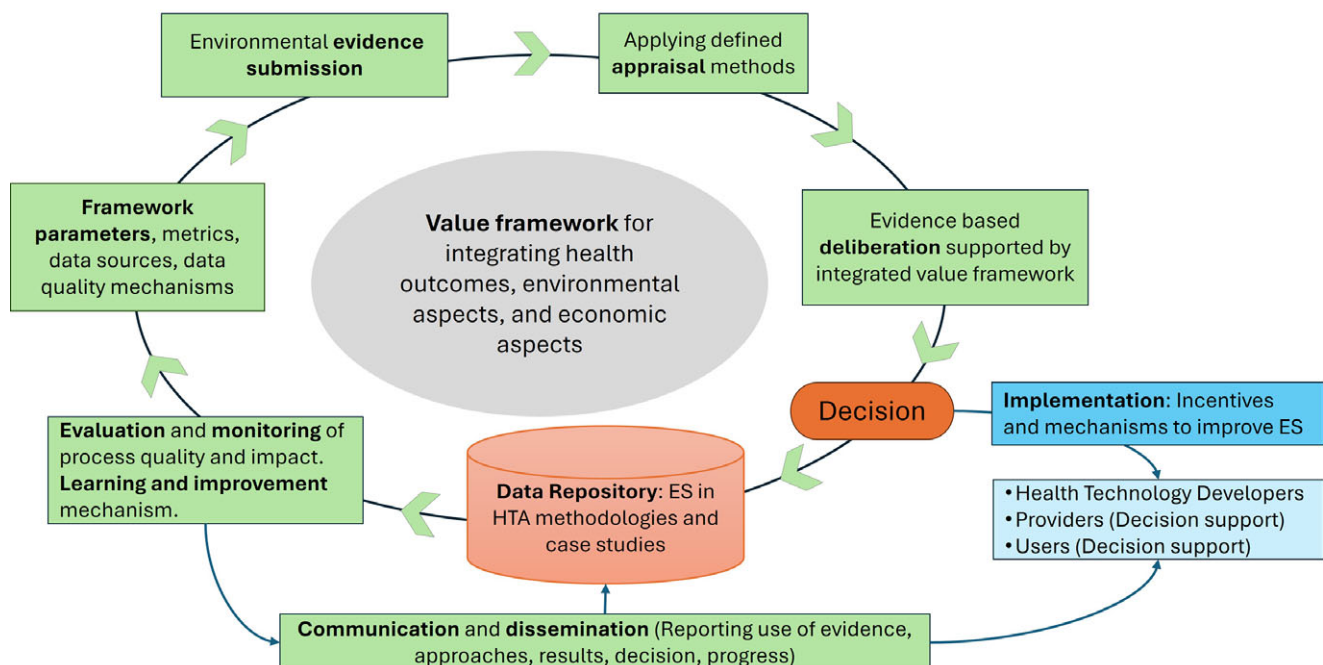 Environmental evidence
submission
Applying defined
appraisal methods
Framework
parameters, metrics,
data sources, data
quality mechanisms
Value framework for
integrating health
outcomes, environmental
aspects, and economic
aspects
Evidence based
deliberation supported by
integrated value framework
Decision
Implementation: Incentives
and mechanisms to improve ES
Evaluation and monitoring of
process quality and impact.
Learning and improvement
mechanism.
Data Repository: ES in
HTA methodologies and
case studies
• Health Technology Developers
• Providers (Decision support)
• Users (Decision support)
Communication and dissemination (Reporting use of evidence,
approaches, results, decision, progress)